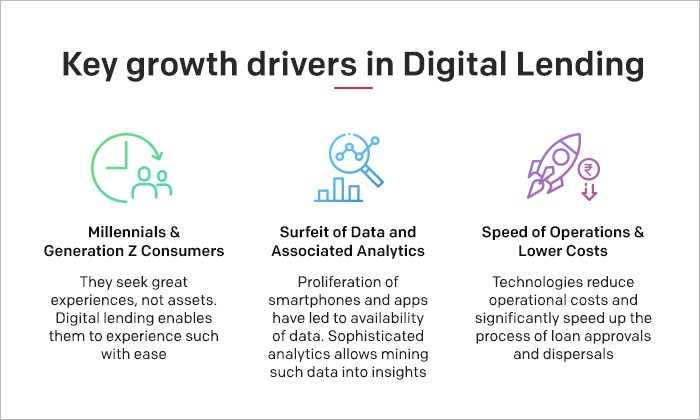 Key growth drivers in Digital Lending
₹
Millennials &
Generation Z Consumers
They seek great
experiences, not assets.
Digital lending enables
them to experience such
with ease
Surfeit of Data and
Associated Analytics
Proliferation of
smartphones and apps
have led to availability
of data. Sophisticated
analytics allows mining
such data into insights
Speed of Operations &
Lower Costs
Technologies reduce
operational costs and
significantly speed up the
process of loan approvals
and dispersals